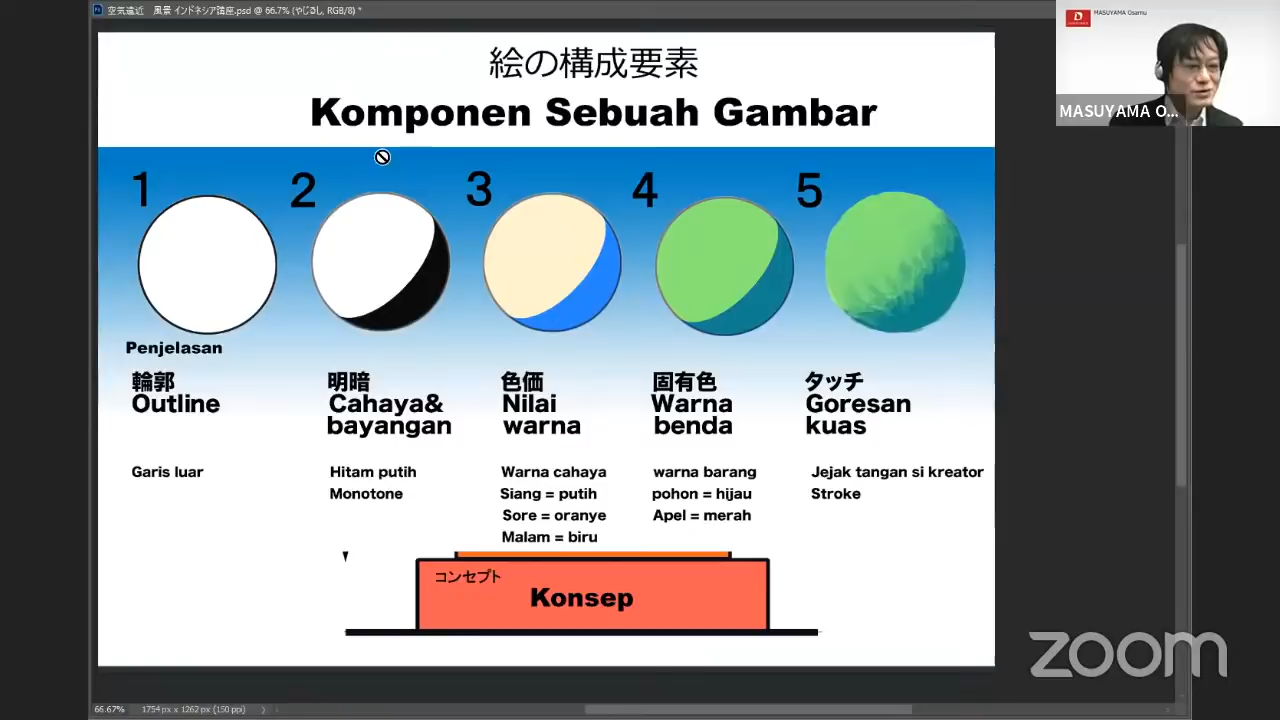 空気遠近 風景 インドネシア講座.psd @ 66.7% (やじるし, RGB/8) *
MASUYAMA Osamu
MASUYAMA O...
絵の構成要素
Komponen Sebuah Gambar
1 2 3 4 5
Penjelasan
輪郭
Outline
Garis luar
明暗
Cahaya&
bayangan
Hitam putih
Monotone
色価
Nilai
warna
Warna cahaya
Siang = putih
Sore = oranye
Malam = biru
固有色
Warna
benda
warna barang
pohon = hijau
Apel = merah
タッチ
Goresan
kuas
Jejak tangan si kreator
Stroke
コンセプト
Konsep
zoom
66.67% 1754 px x 1262 px (150 ppi)